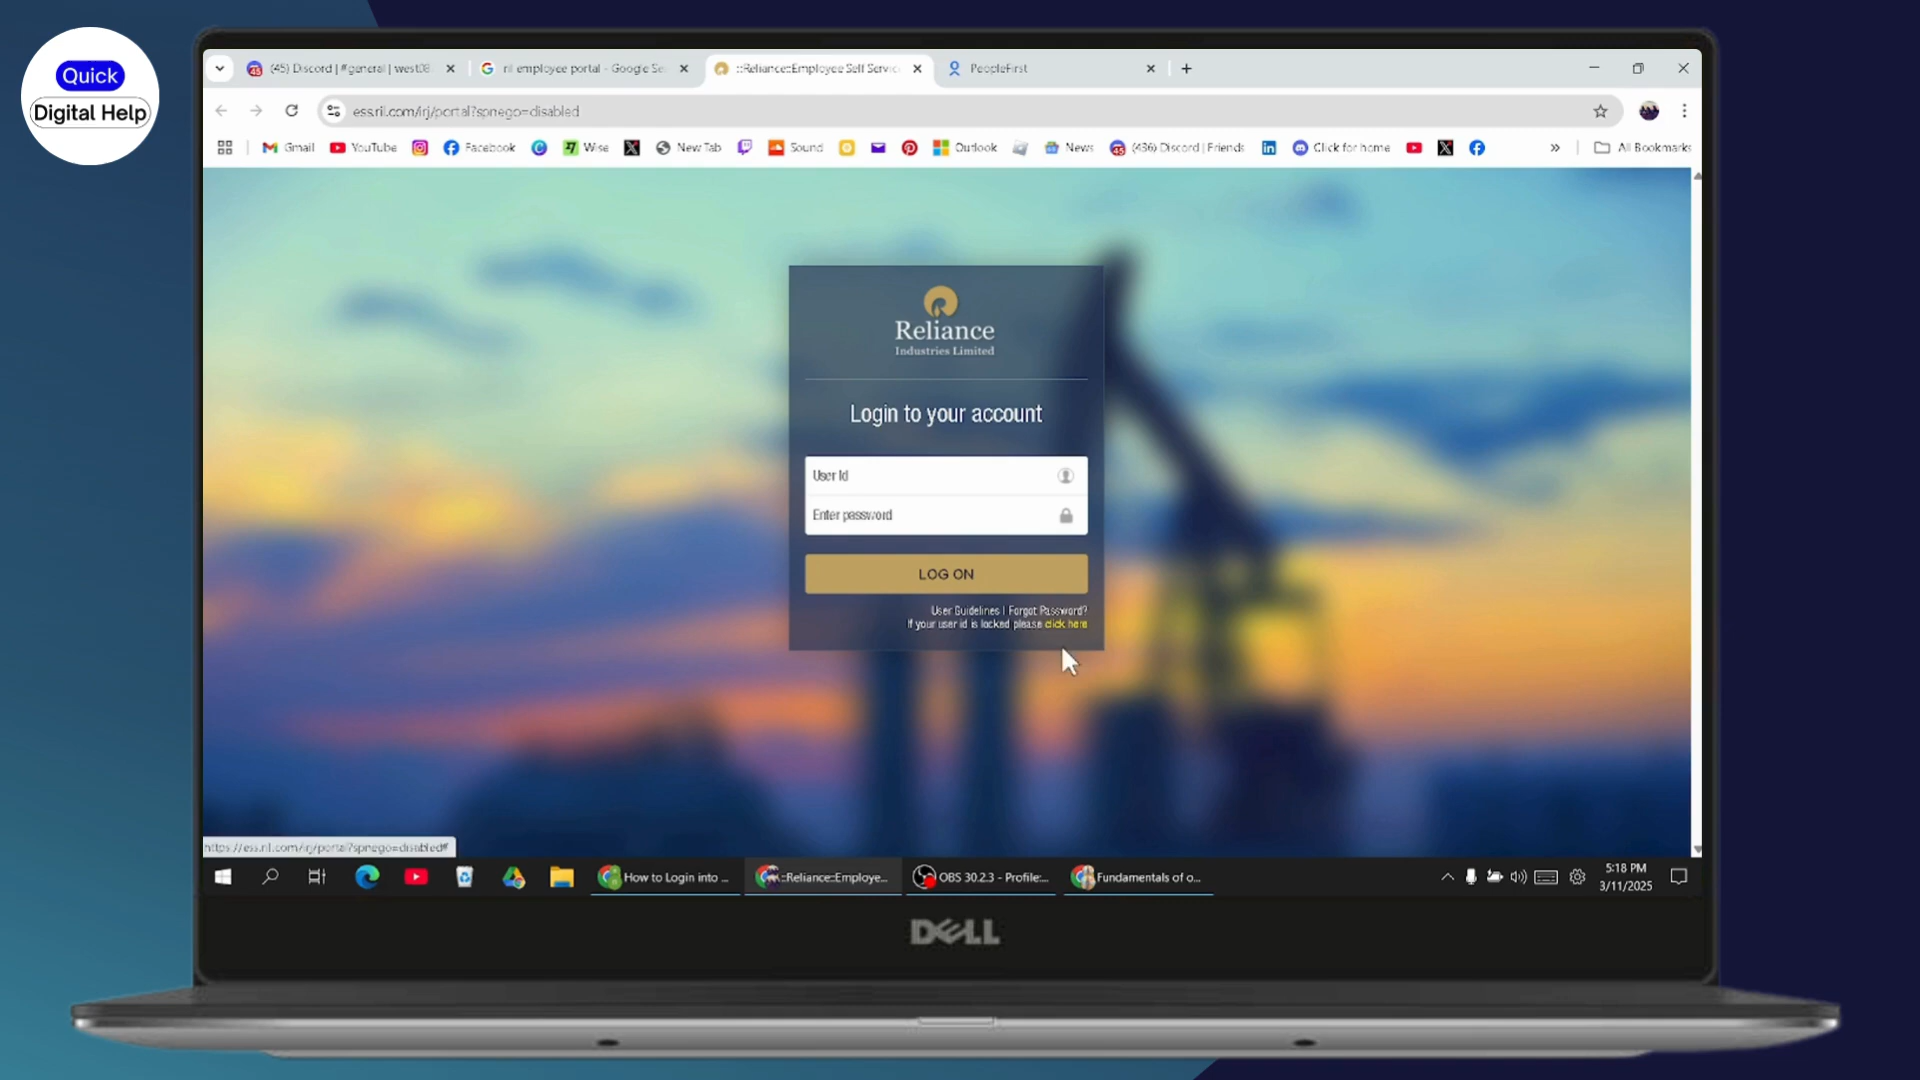 Quick
Digital Help
(45) Discord | #general | west08
ril employee portal - Google Se
::Reliance::Employee Self Servic
PeopleFirst
ess.ril.com/irj/portal?spnego=disabled
Gmail
YouTube
Facebook
Wise
New Tab
Sound
Outlook
News
(436) Discord | Friends
Click for home
All Bookmarks
Reliance
Industries Limited
Login to your account
User Id
Enter password
LOG ON
User Guidelines | Forgot Password?
If your user id is locked please click here
https://ess.ril.com/irj/portal?spnego=disabled#
How to Login into ...
::Reliance::Employe...
OBS 30.2.3 - Profile:...
Fundamentals of o...
5:18 PM
3/11/2025
DELL